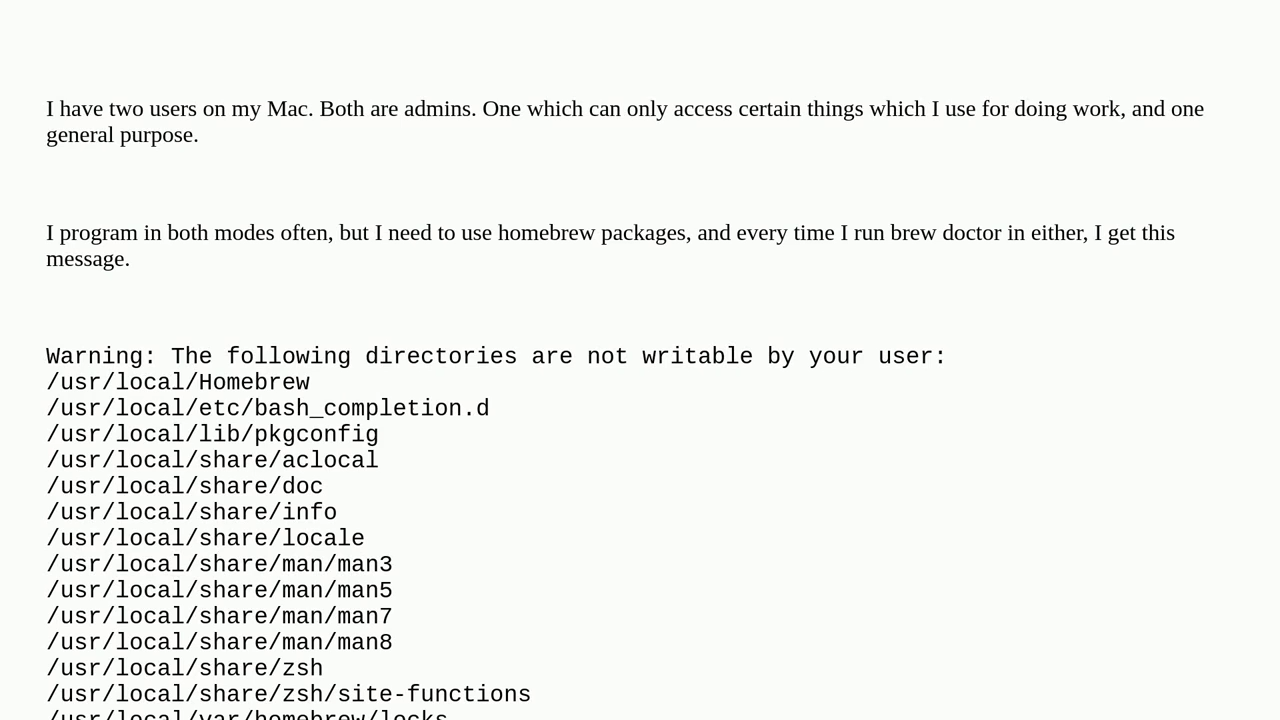 I have two users on my Mac. Both are admins. One which can only access certain things which I use for doing work, and one
general purpose.
I program in both modes often, but I need to use homebrew packages, and every time I run brew doctor in either, I get this
message.
Warning: The following directories are not writable by your user:
/usr/local/Homebrew
/usr/local/etc/bash_completion.d
/usr/local/lib/pkgconfig
/usr/local/share/aclocal
/usr/local/share/doc
/usr/local/share/info
/usr/local/share/locale
/usr/local/share/man/man3
/usr/local/share/man/man5
/usr/local/share/man/man7
/usr/local/share/man/man8
/usr/local/share/zsh
/usr/local/share/zsh/site-functions
/usr/local/var/homebrew/locks